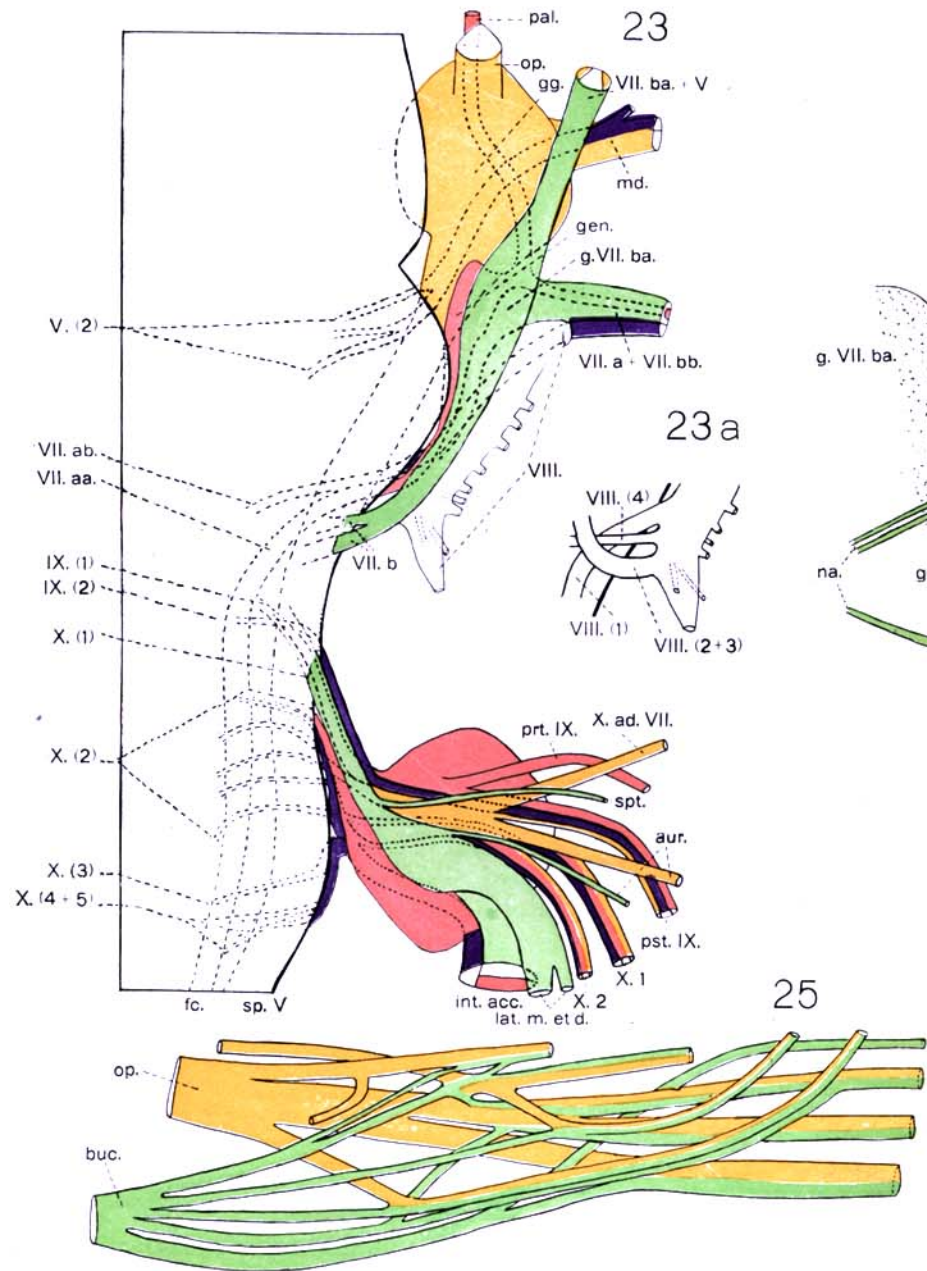 pal.
23
op.
gg.
VII. ba. + V
md.
gen.
g. VII. ba.
V. (2)
VII. a + VII. bb.
g. VII. ba.
23 a
VII. ab.
VII. aa.
VIII.
VIII. (4)
IX. (1)
VII. b
na.
g
IX. (2)
VIII. (1)
VIII. (2 + 3)
X. (1)
prt. IX.
X. ad. VII.
X. (2)
spt.
aur.
X. (3)
X. (4 + 5)
pst. IX.
X. 1
fc.
sp. V
int. acc.
X. 2
25
lat. m. et d.
op.
buc.